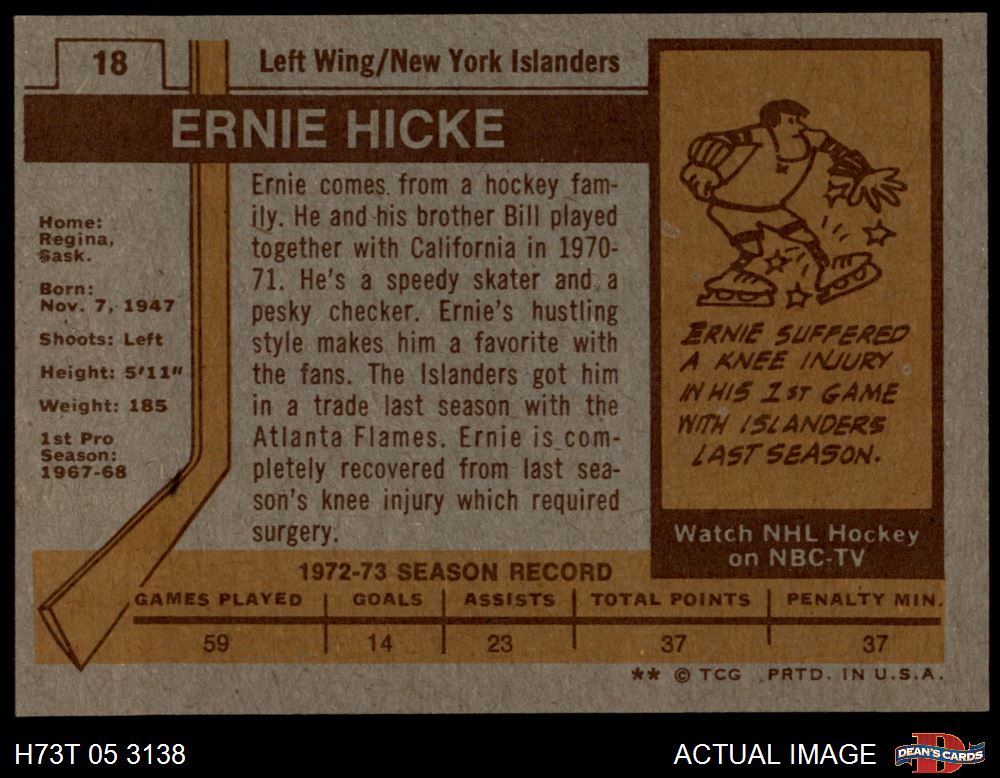 18
Left Wing/New York Islanders
ERNIE HICKE
Home:
Regina,
Sask.
Born:
Nov. 7, 1947
Shoots: Left
Height: 5'11"
Weight: 185
1st Pro
Season:
1967-68
Ernie comes from a hockey fam-
ily. He and his brother Bill played
together with California in 1970-
71. He's a speedy skater and a
pesky checker. Ernie's hustling
style makes him a favorite with
the fans. The Islanders got him
in a trade last season with the
Atlanta Flames. Ernie is com-
pletely recovered from last sea-
son's knee injury which required
surgery.
ERNIE SUFFERED
A KNEE INJURY
IN HIS 1ST GAME
WITH ISLANDERS
LAST SEASON.
Watch NHL Hockey
on NBC-TV
1972-73 SEASON RECORD
GAMES PLAYED GOALS ASSISTS TOTAL POINTS PENALTY MIN.
59 14 23 37 37
** © TCG PRTD. IN U.S.A.
H73T 05 3138
ACTUAL IMAGE
DEAN'S CARDS